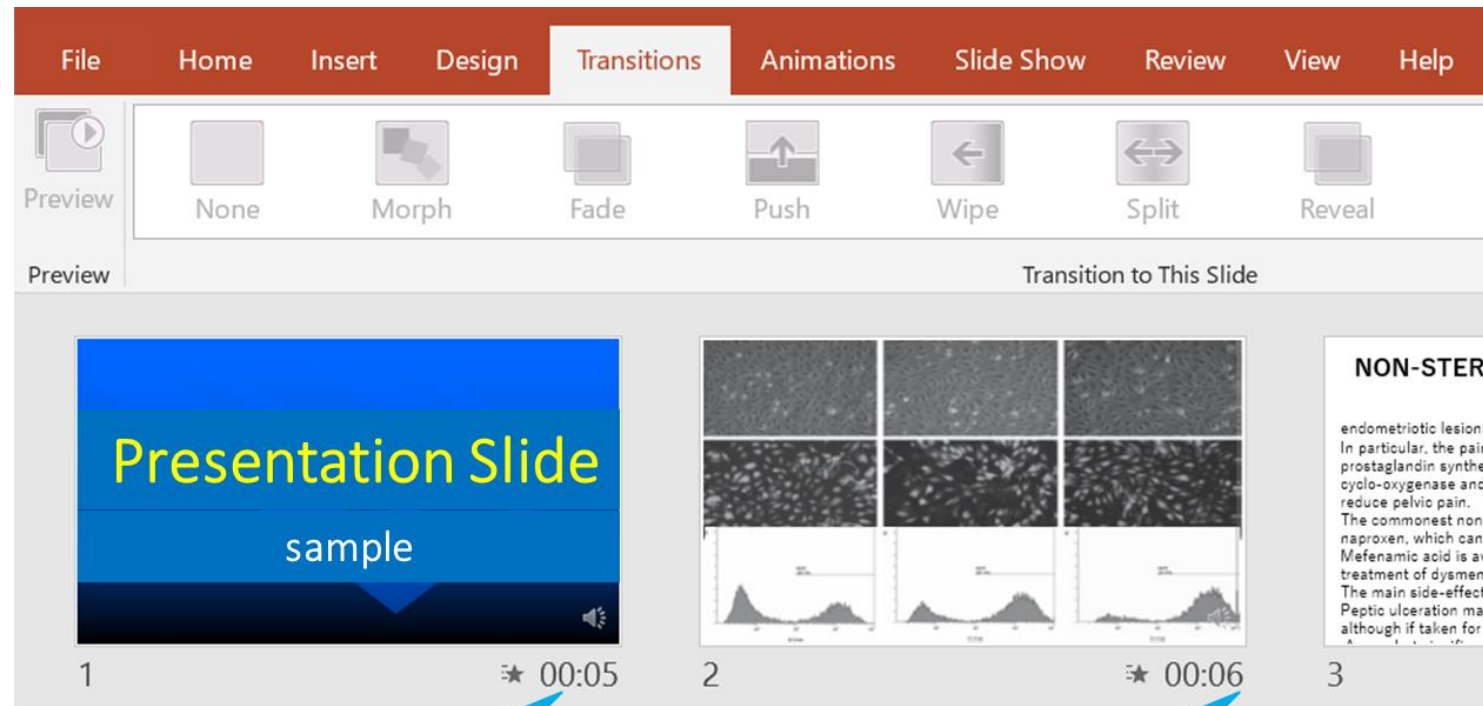 File Home Insert Design Transitions Animations Slide Show Review View Help
Preview None Morph Fade Push Wipe Split Reveal
Preview Transition to This Slide
Presentation Slide
sample
NON-STER
endometriotic lesion
In particular, the pai
prostaglandin synthe
cyclo-oxygenase and
reduce pelvic pain.
The commonest non
naproxen, which can
Mefenamic acid is av
treatment of dysmen
The main side-effect
Peptic ulceration ma
although if taken for
1 00:05 2 00:06 3